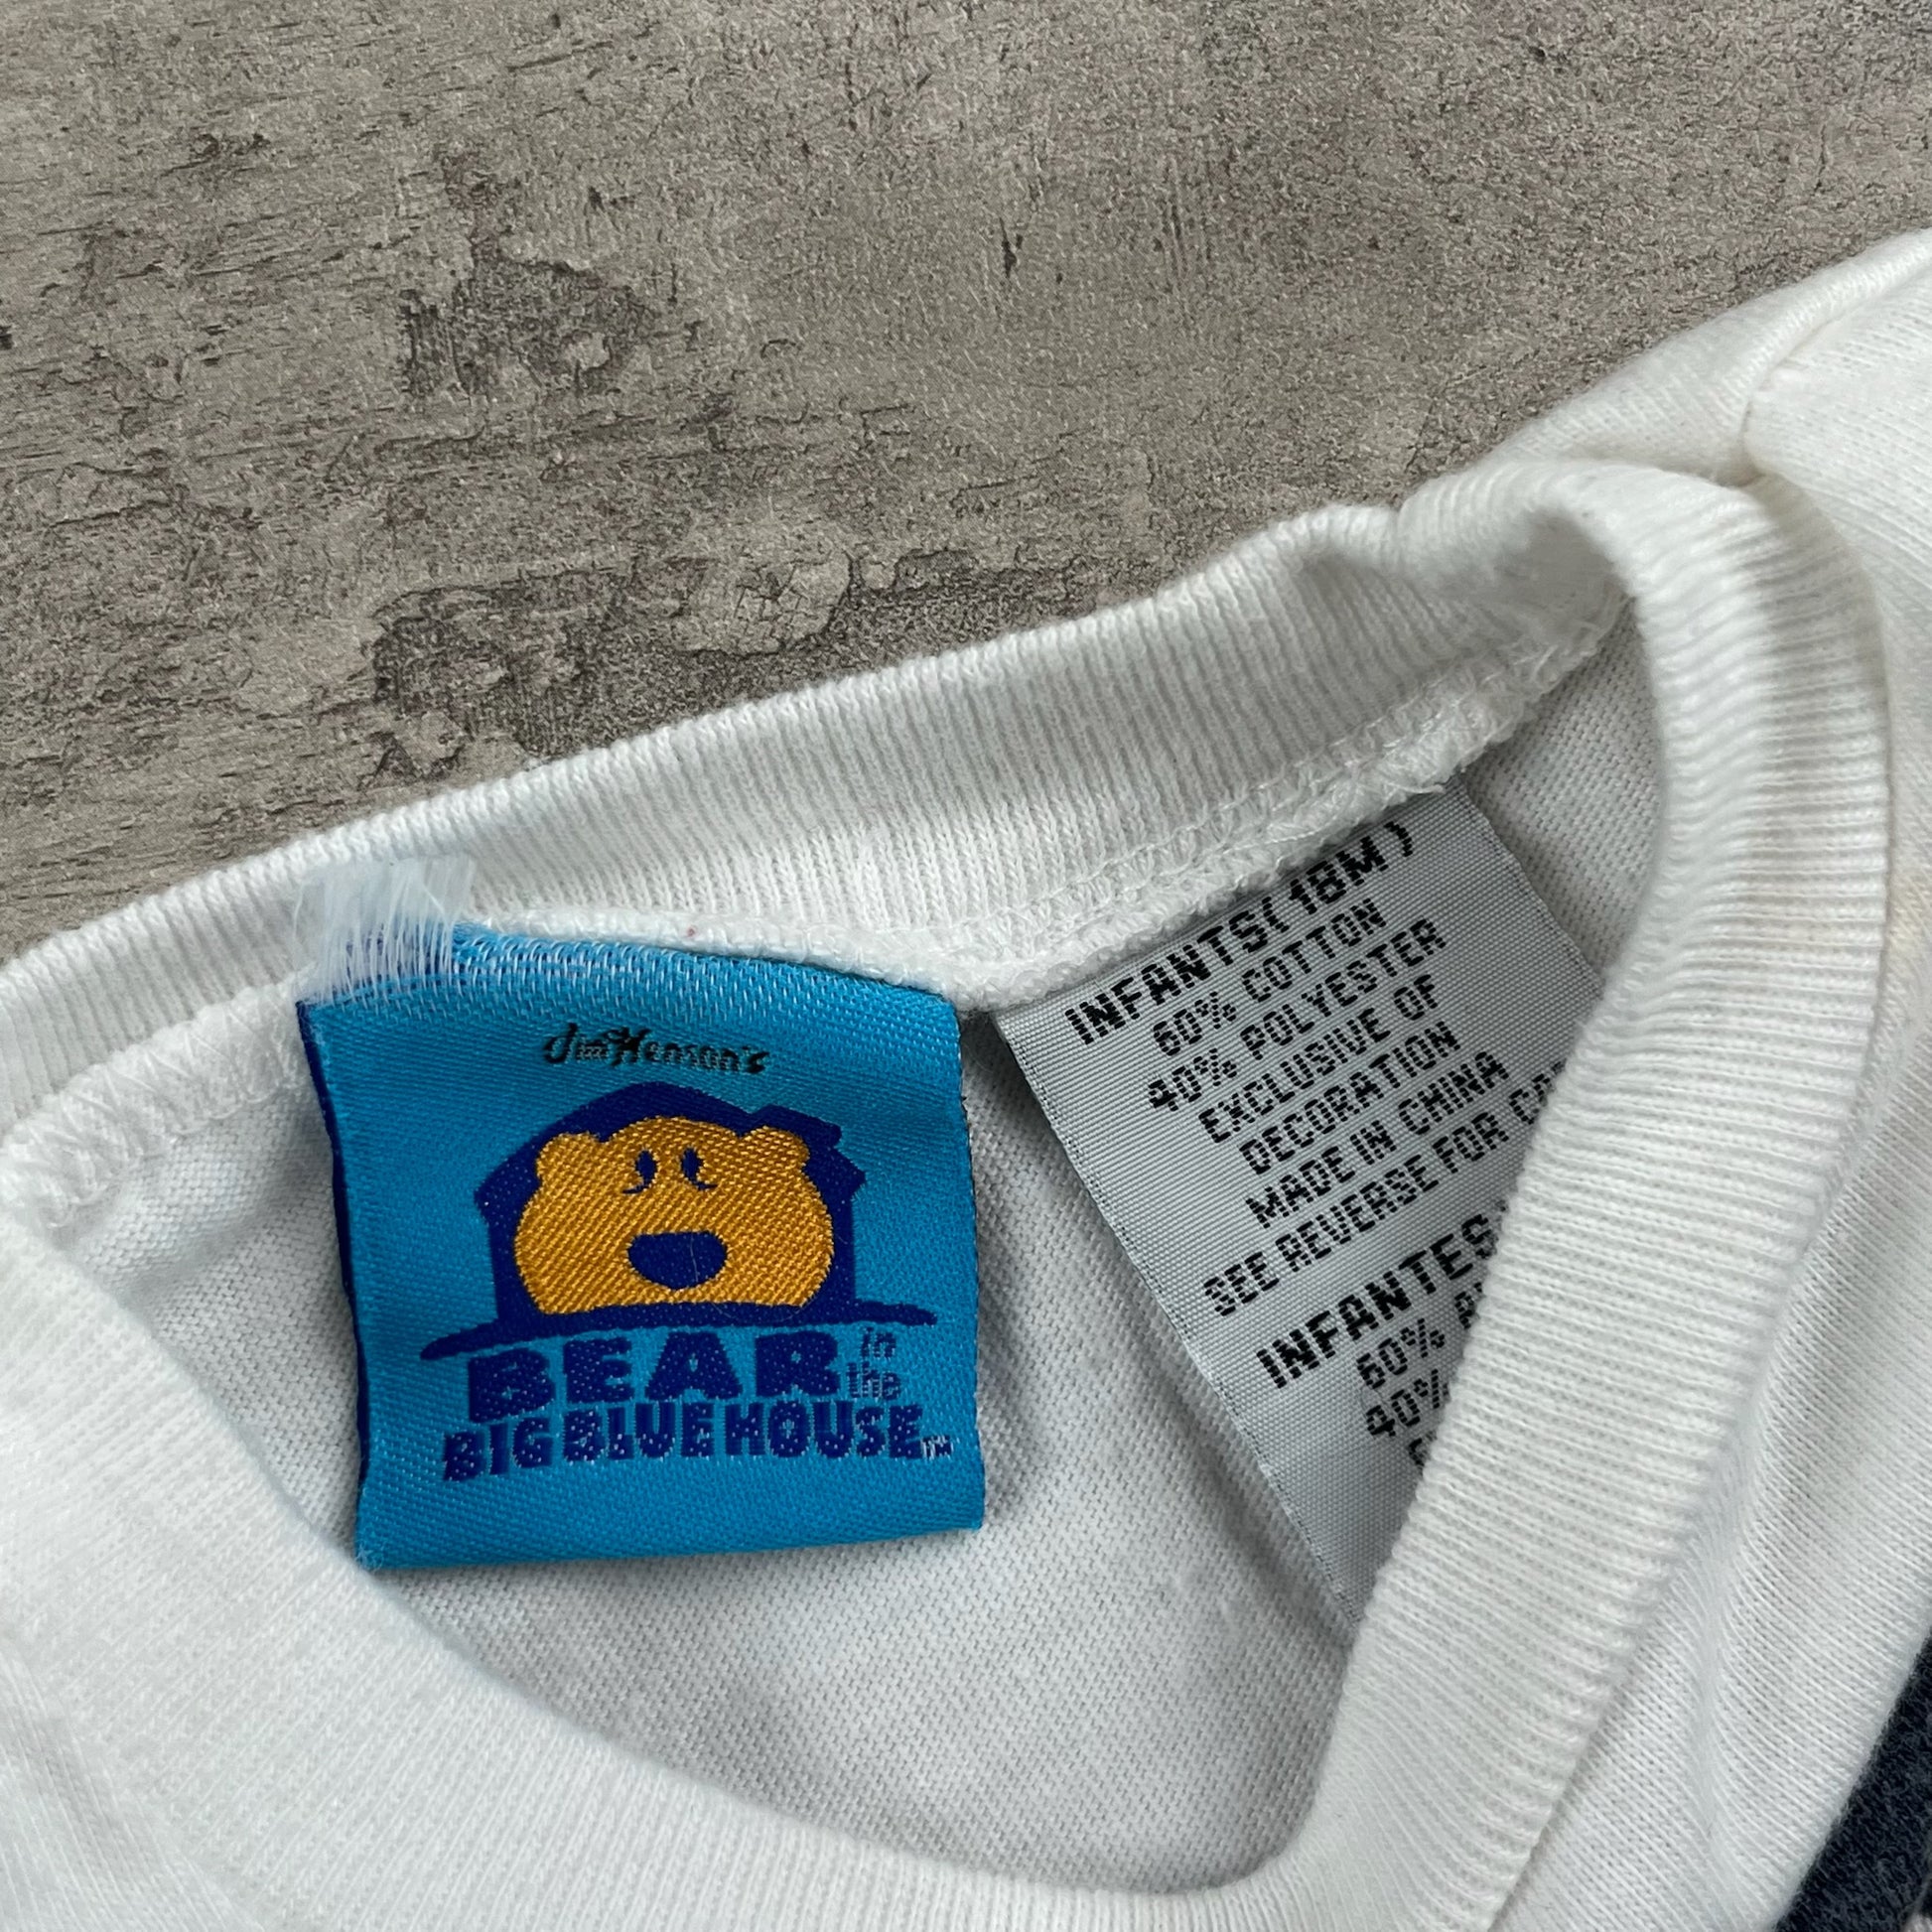 Jim Henson's
BEAR in the
BIG BLUE HOUSE™
INFANTS(18M)
60% COTTON
40% POLYESTER
EXCLUSIVE OF
DECORATION
MADE IN CHINA
SEE REVERSE FOR
INFANTES
60%
40%